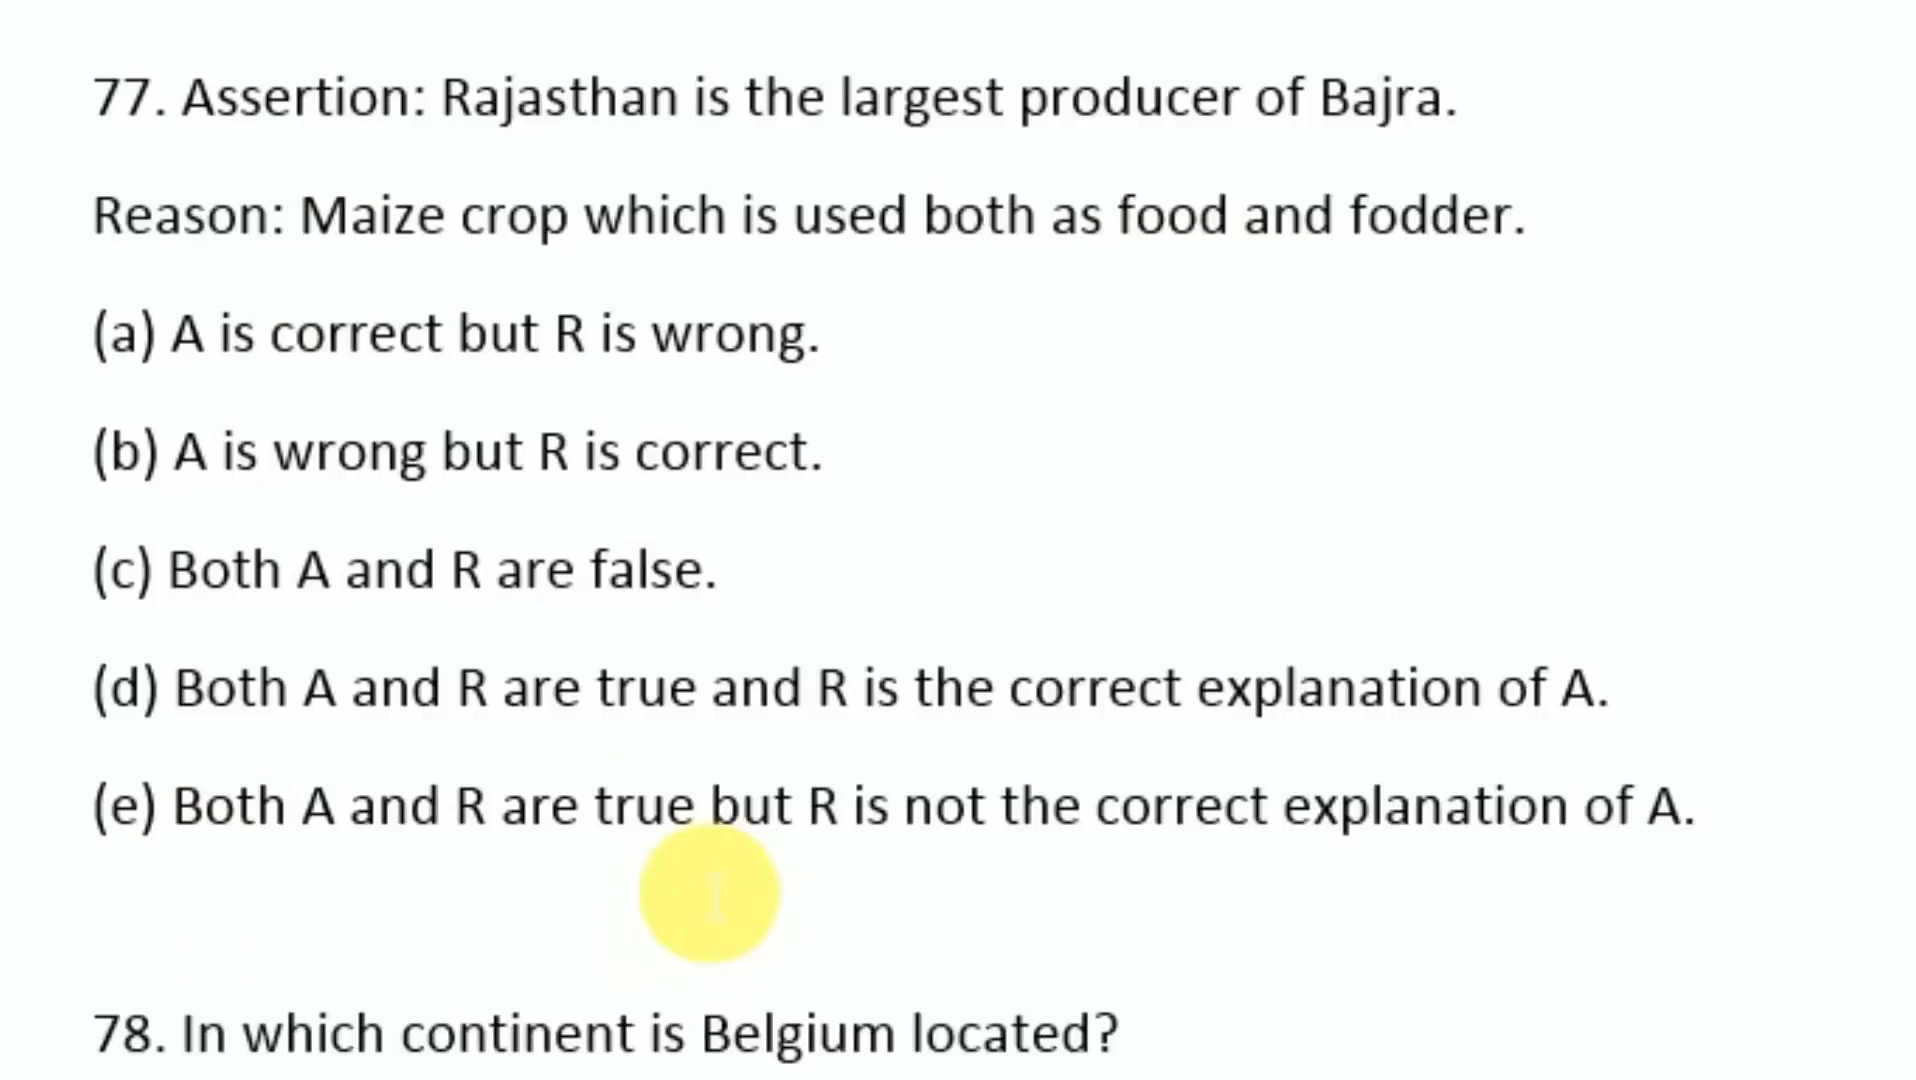 77. Assertion: Rajasthan is the largest producer of Bajra.
Reason: Maize crop which is used both as food and fodder.
(a) A is correct but R is wrong.
(b) A is wrong but R is correct.
(c) Both A and R are false.
(d) Both A and R are true and R is the correct explanation of A.
(e) Both A and R are true but R is not the correct explanation of A.
78. In which continent is Belgium located?